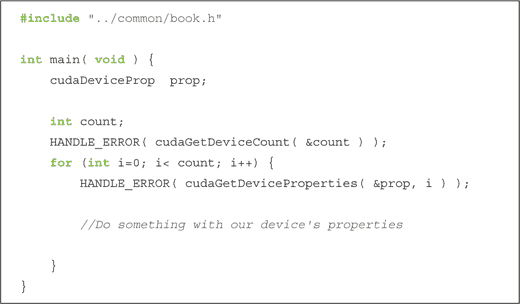 #include "../common/book.h"
int main( void ) {
cudaDeviceProp  prop;
int count;
HANDLE_ERROR( cudaGetDeviceCount( &count ) );
for (int i=0; i< count; i++) {
HANDLE_ERROR( cudaGetDeviceProperties( &prop, i ) );
//Do something with our device's properties
}
}